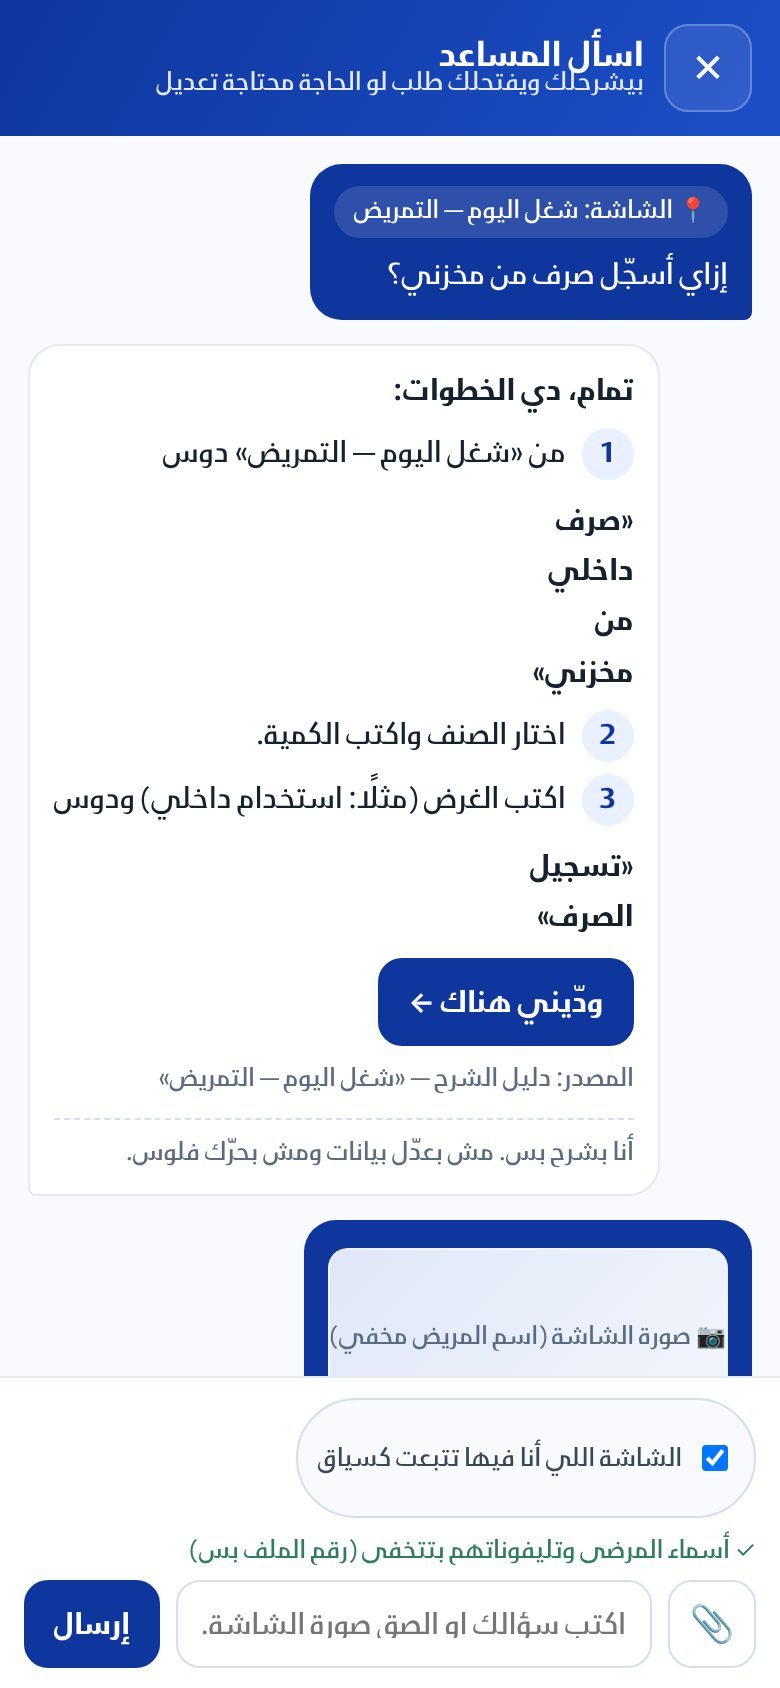 اسأل المساعد
بيشرحلك ويفتحلك طلب لو الحاجة محتاجة تعديل
📍 الشاشة: شغل اليوم — التمريض
إزاي أسجّل صرف من مخزني؟
تمام، دي الخطوات:
1 من «شغل اليوم — التمريض» دوس
«صرف
داخلي
من
مخزني»
2 اختار الصنف واكتب الكمية.
3 اكتب الغرض (مثلًا: استخدام داخلي) ودوس
«تسجيل
الصرف»
ودّيني هناك ←
المصدر: دليل الشرح — «شغل اليوم — التمريض»
أنا بشرح بس. مش بعدّل بيانات ومش بحرّك فلوس.
📷 صورة الشاشة (اسم المريض مخفي)
الشاشة اللي أنا فيها تتبعت كسياق
✓ أسماء المرضى وتليفوناتهم بتتخفى (رقم الملف بس)
اكتب سؤالك او الصق صورة الشاشة.
إرسال